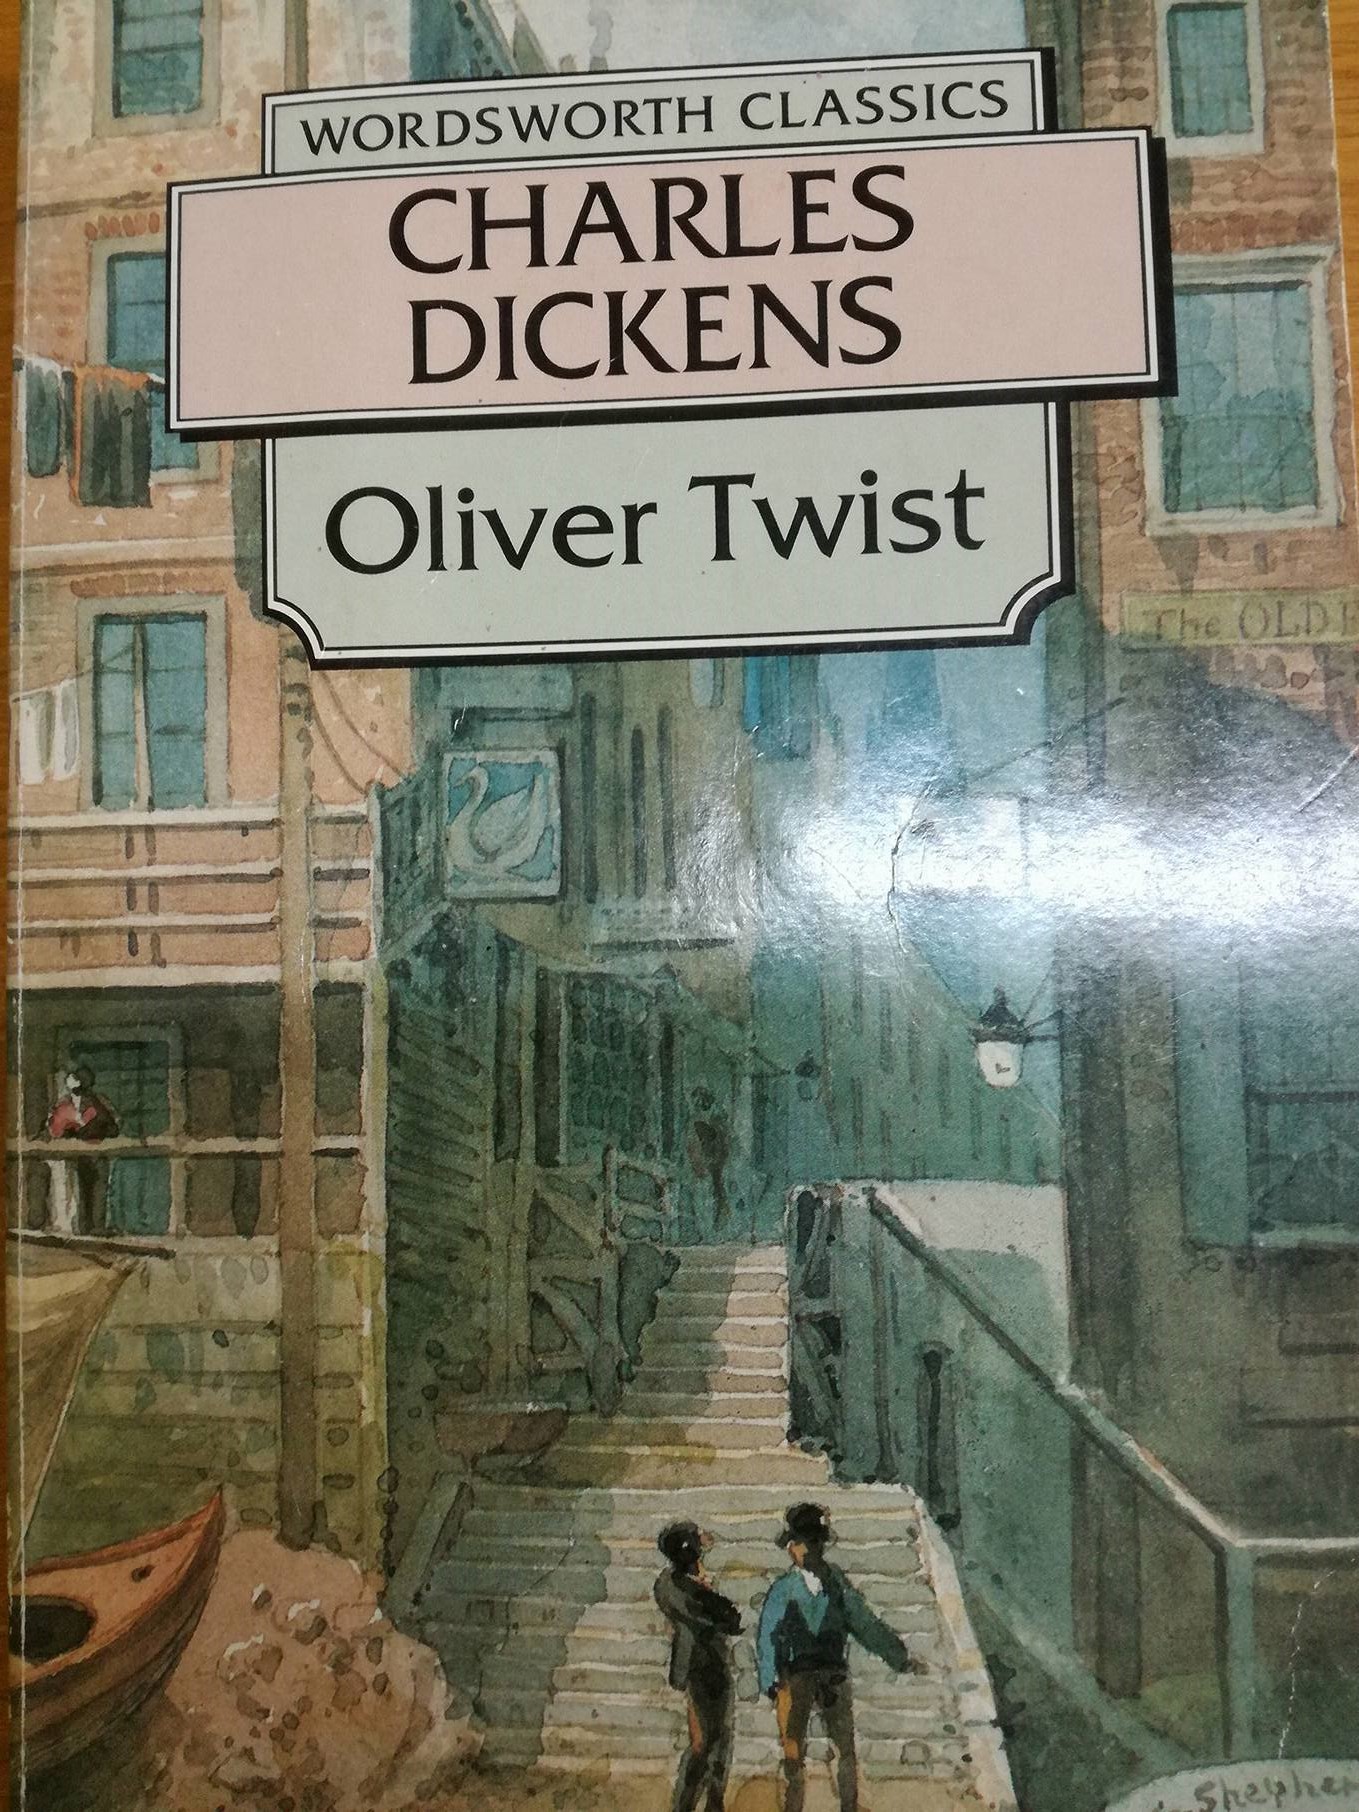 WORDSWORTH CLASSICS
CHARLES
DICKENS
Oliver Twist
The OLD